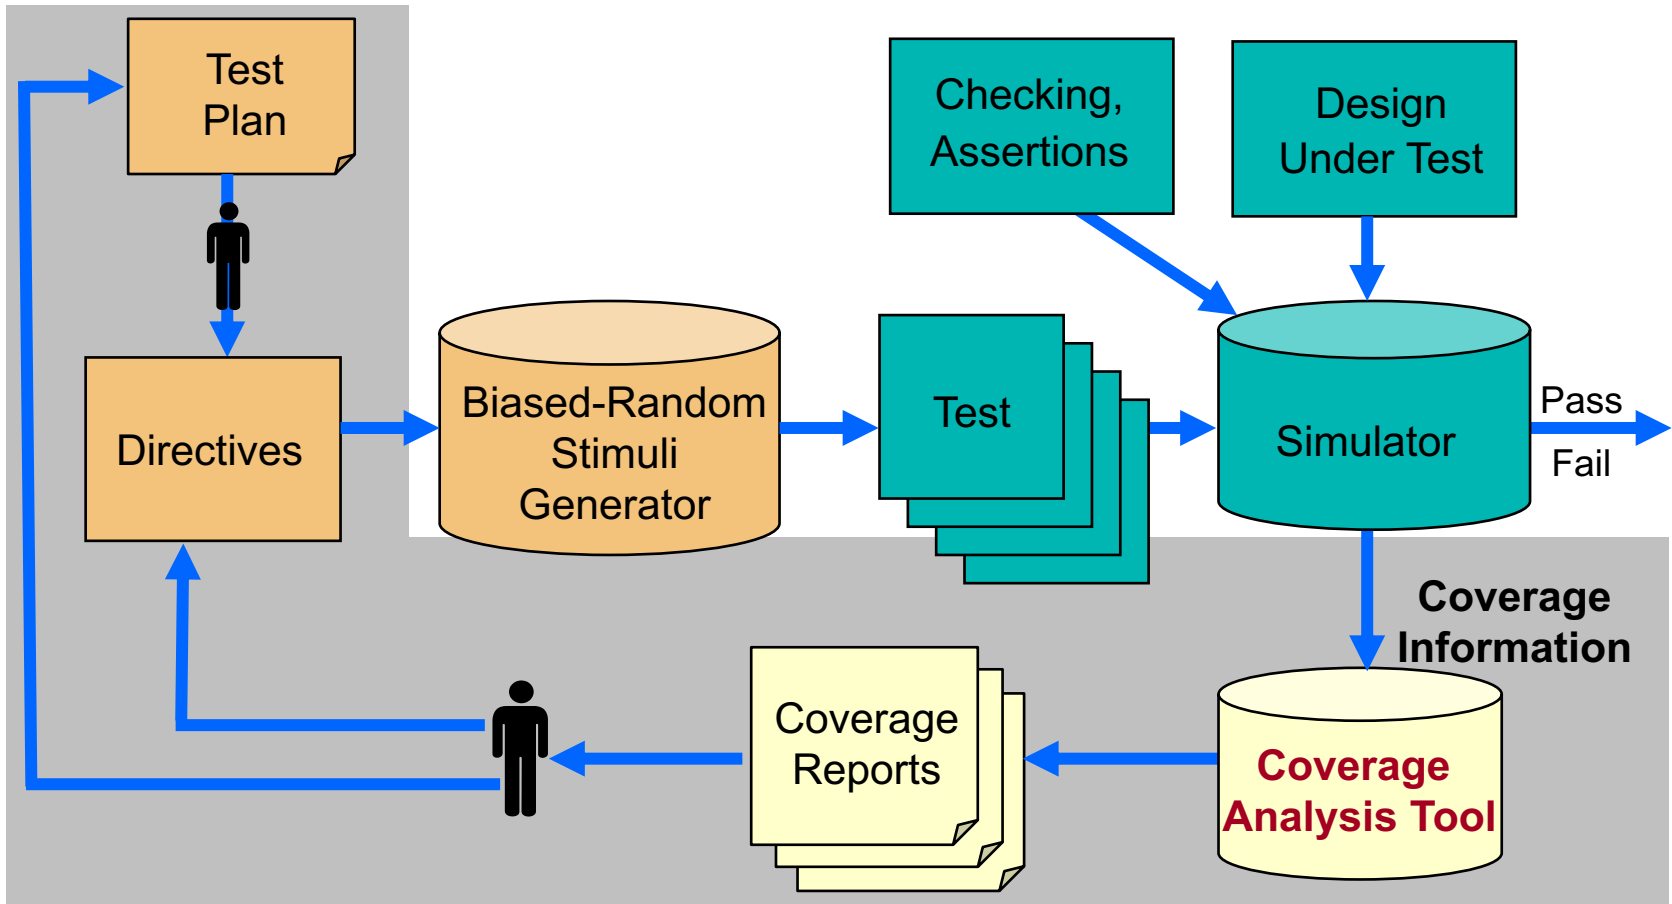 Test
Plan
Checking,
Assertions
Design
Under Test
Directives
Biased-Random
Stimuli
Generator
Test
Simulator
Pass
Fail
Coverage
Information
Coverage
Reports
Coverage
Analysis Tool